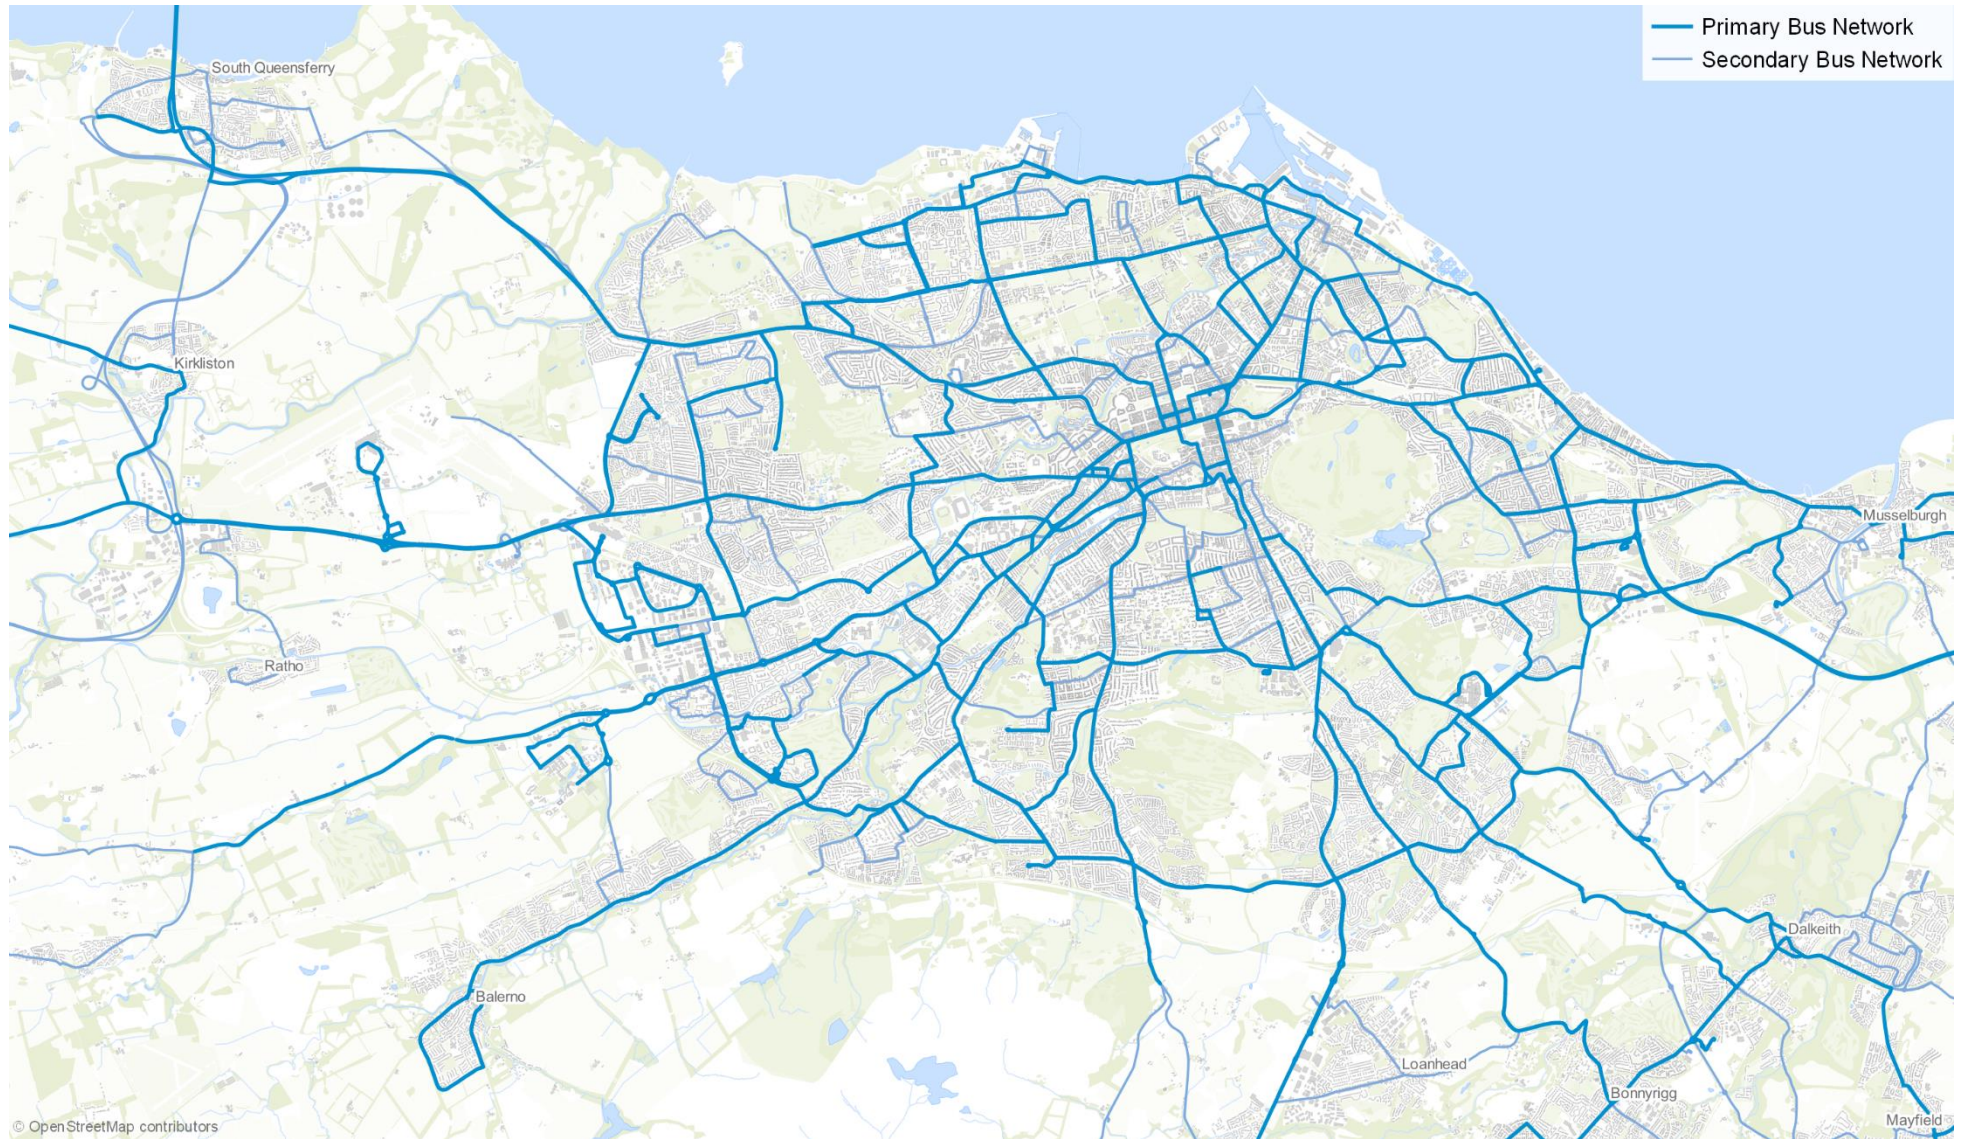 Primary Bus Network
Secondary Bus Network
South Queensferry
Kirkliston
Musselburgh
Ratho
Dalkeith
Balerno
Loanhead
Bonnyrigg
Mayfield
© OpenStreetMap contributors